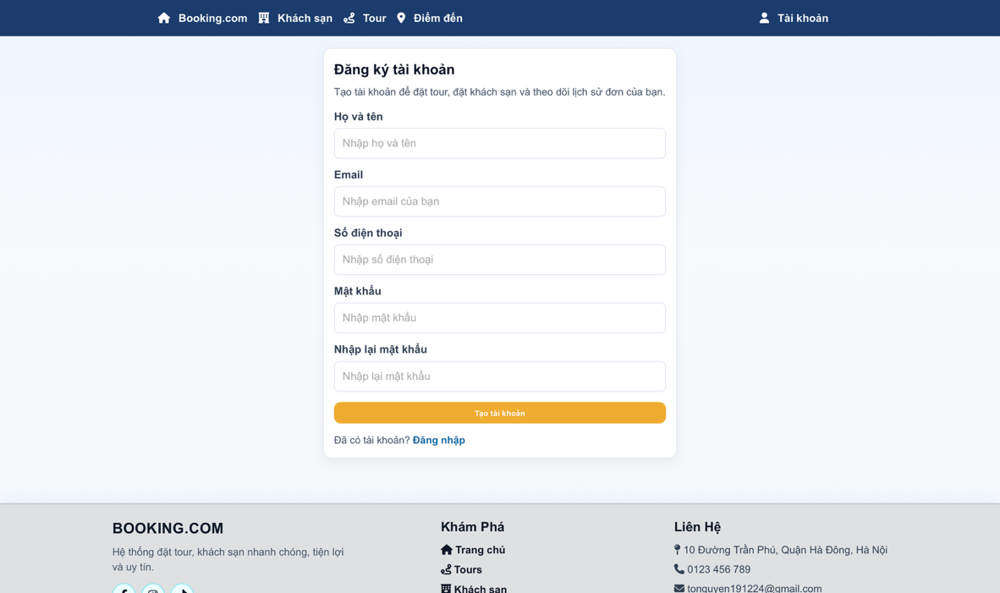 Booking.com Khách sạn Tour Điểm đến Tài khoản
Đăng ký tài khoản
Tạo tài khoản để đặt tour, đặt khách sạn và theo dõi lịch sử đơn của bạn.
Họ và tên
Nhập họ và tên
Email
Nhập email của bạn
Số điện thoại
Nhập số điện thoại
Mật khẩu
Nhập mật khẩu
Nhập lại mật khẩu
Nhập lại mật khẩu
Tạo tài khoản
Đã có tài khoản? Đăng nhập
BOOKING.COM
Hệ thống đặt tour, khách sạn nhanh chóng, tiện lợi
và uy tín.
Khám Phá
Trang chủ
Tours
Khách sạn
Liên Hệ
10 Đường Trần Phú, Quận Hà Đông, Hà Nội
0123 456 789
tonguyen191224@gmail.com